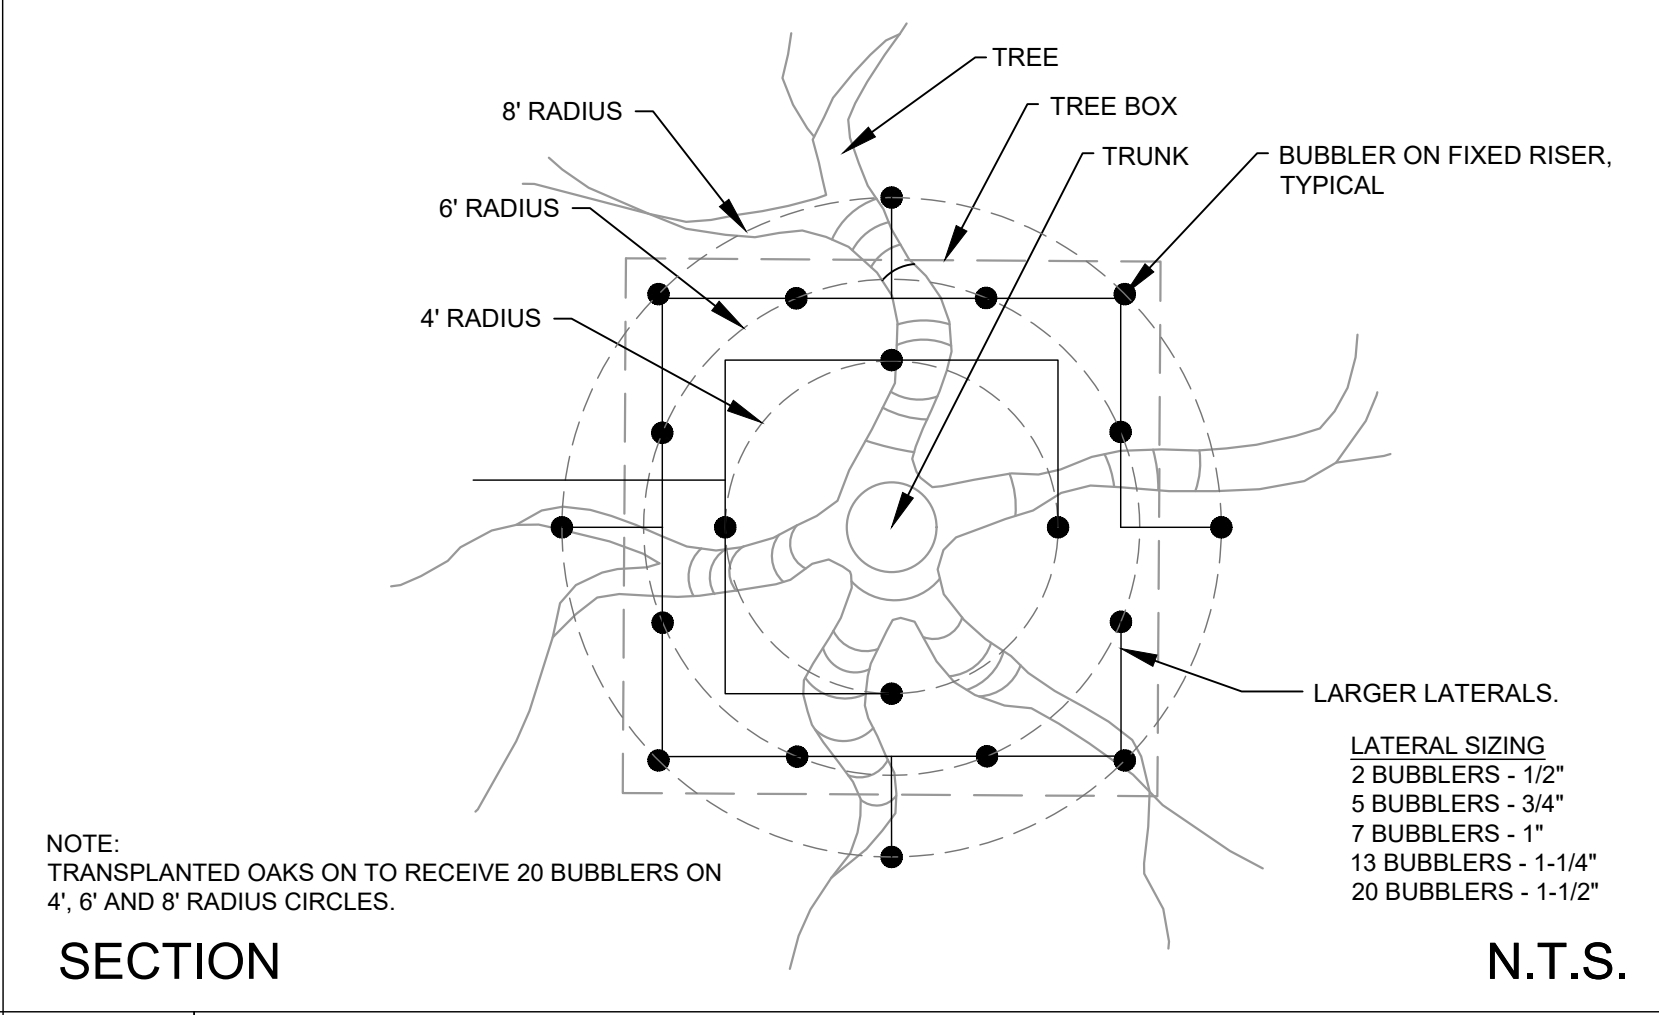 TREE
8' RADIUS
TREE BOX
TRUNK
BUBBLER ON FIXED RISER,
TYPICAL
6' RADIUS
4' RADIUS
LARGER LATERALS.
LATERAL SIZING
2 BUBBLERS - 1/2"
5 BUBBLERS - 3/4"
7 BUBBLERS - 1"
13 BUBBLERS - 1-1/4"
20 BUBBLERS - 1-1/2"
NOTE:
TRANSPLANTED OAKS ON TO RECEIVE 20 BUBBLERS ON
4', 6' AND 8' RADIUS CIRCLES.
SECTION
N.T.S.